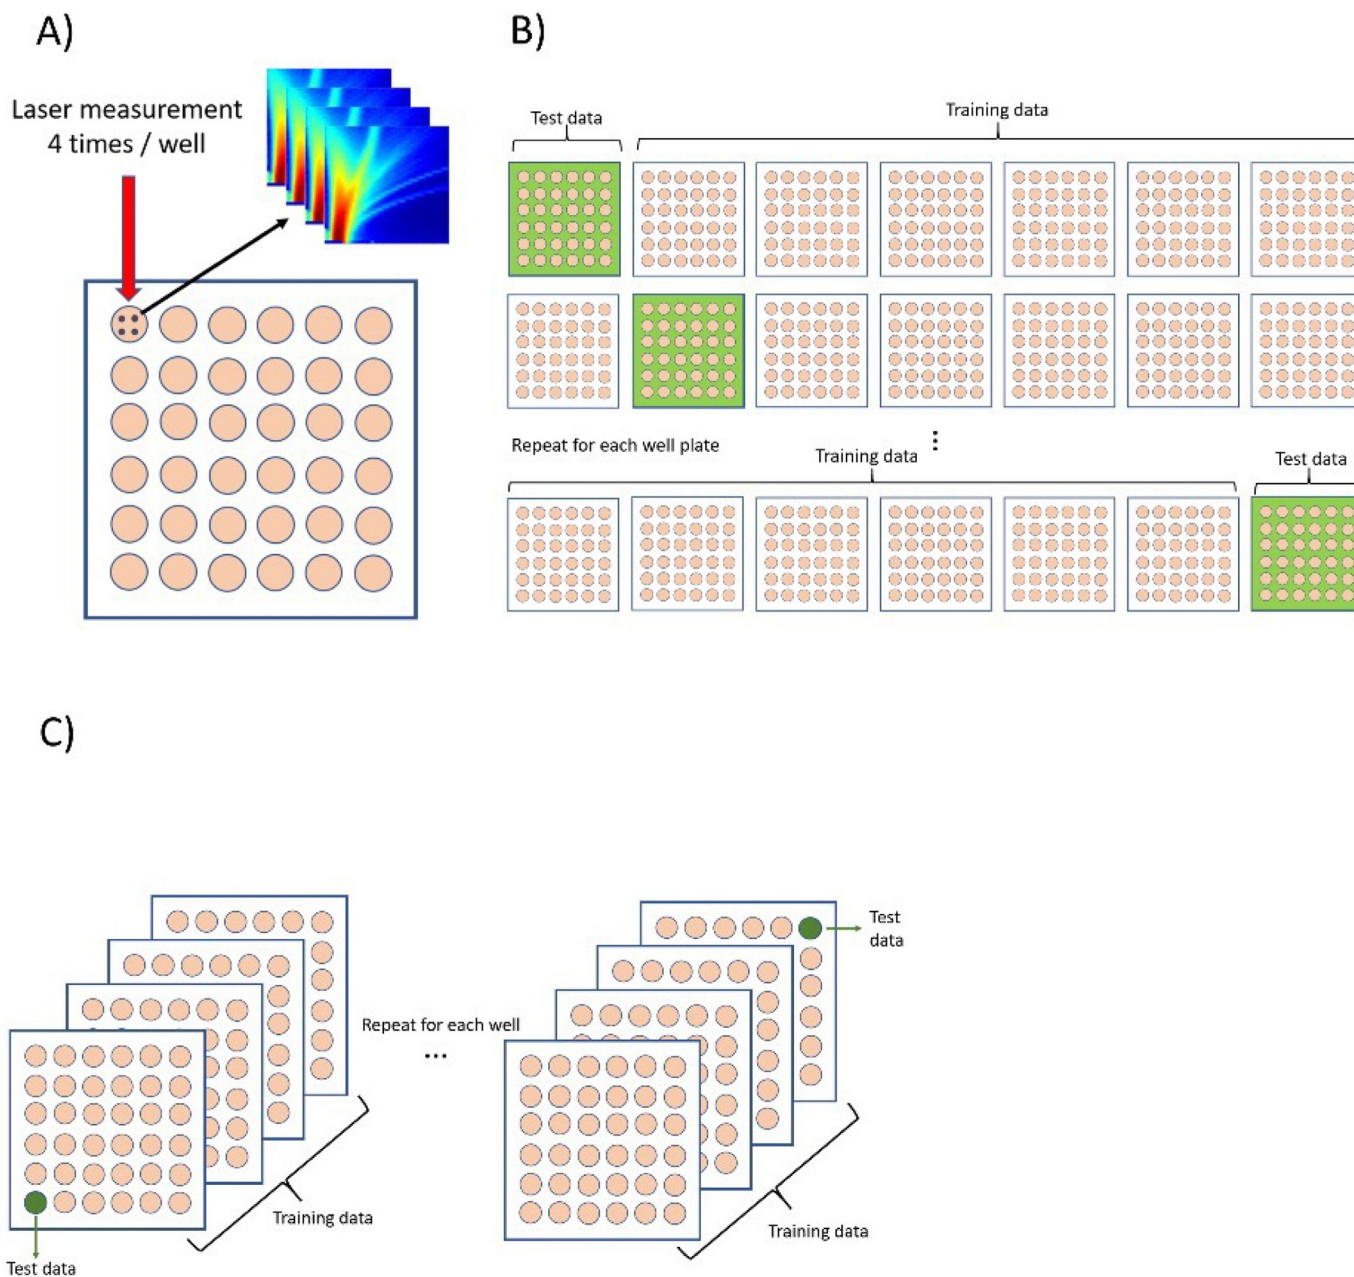 A)
Laser measurement
4 times / well
B)
Test data
Training data
Repeat for each well plate
...
Training data
Test data
C)
Test
data
Repeat for each well
...
Training data
Training data
Test data